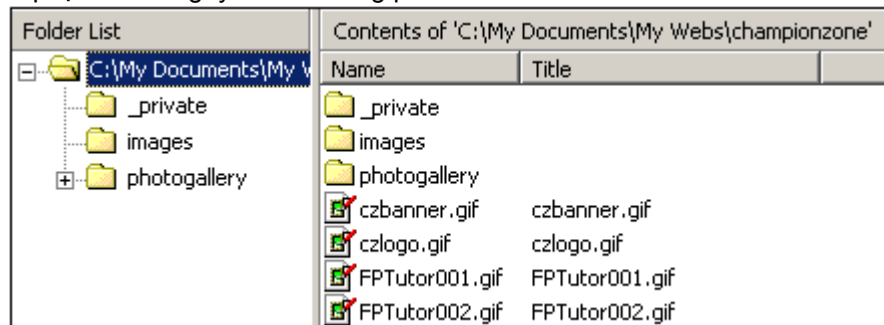 Folder List
Contents of 'C:\My Documents\My Webs\championzone'
C:\My Documents\My
Name Title
_private
images
photogallery
_private
images
photogallery
czbanner.gif czbanner.gif
czlogo.gif czlogo.gif
FPTutor001.gif FPTutor001.gif
FPTutor002.gif FPTutor002.gif